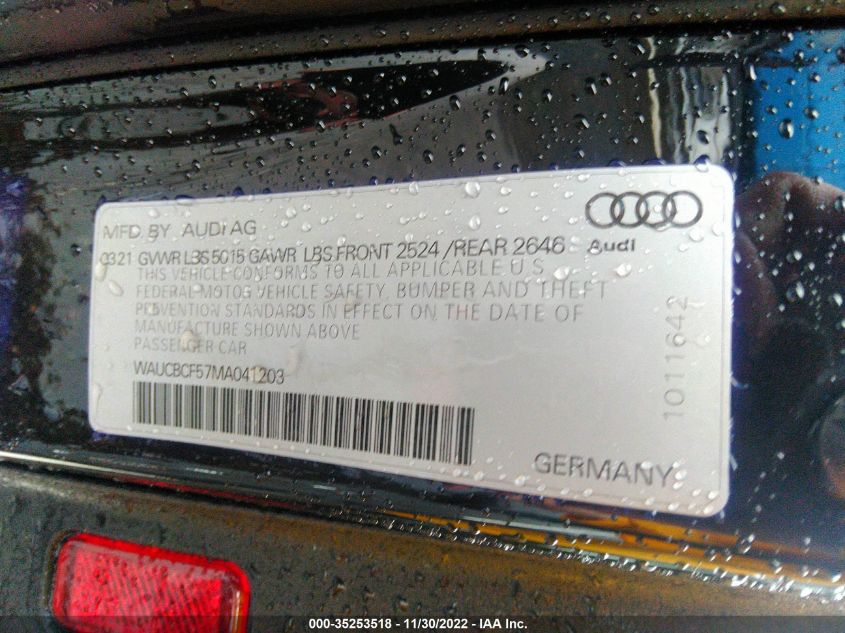 MFD. BY AUDI AG
0321 GVWR LBS 5015 GAWR LBS FRONT 2524 / REAR 2646
Audi
THIS VEHICLE CONFORMS TO ALL APPLICABLE U.S.
FEDERAL MOTOR VEHICLE SAFETY, BUMPER AND THEFT
PREVENTION STANDARDS IN EFFECT ON THE DATE OF
MANUFACTURE SHOWN ABOVE
PASSENGER CAR
WAUCBCF57MA041203
1011642
GERMANY
000-35253518 - 11/30/2022 - IAA Inc.